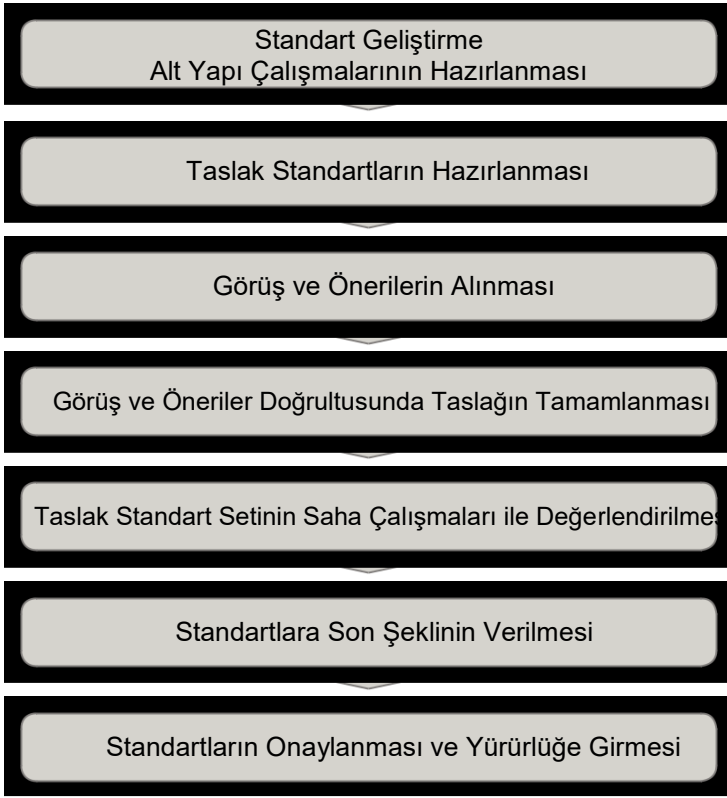 Standart Geliştirme
Alt Yapı Çalışmalarının Hazırlanması
Taslak Standartların Hazırlanması
Görüş ve Önerilerin Alınması
Görüş ve Öneriler Doğrultusunda Taslağın Tamamlanması
Taslak Standart Setinin Saha Çalışmaları ile Değerlendirilmes
Standartlara Son Şeklinin Verilmesi
Standartların Onaylanması ve Yürürlüğe Girmesi